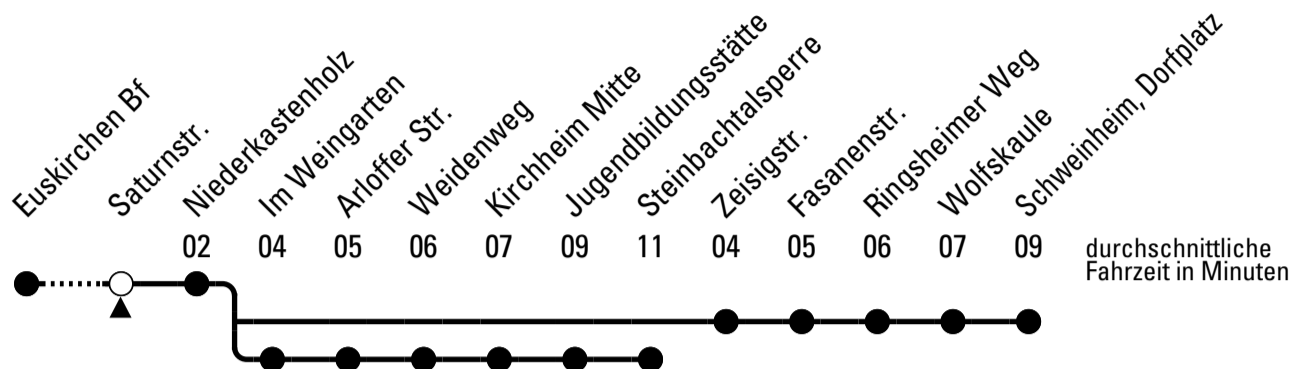 Euskirchen Bf
Saturnstr.
Niederkastenholz
Im Weingarten
Arloffer Str.
Weidenweg
Kirchheim Mitte
Jugendbildungsstätte
Steinbachtalsperre
Zeisigstr.
Fasanenstr.
Ringsheimer Weg
Wolfskaule
Schweinheim, Dorfplatz
02 04 05 06 07 09 11 04 05 06 07 09
durchschnittliche
Fahrzeit in Minuten